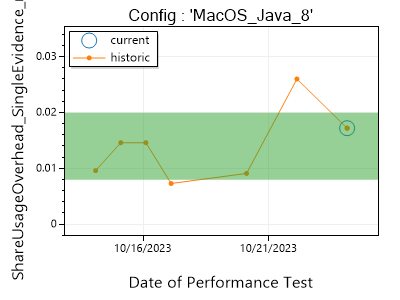 Config : 'MacOS_Java_8'
current
historic
0.03
0.02
0.01
0
ShareUsageOverhead_SingleEvidence_
10/16/2023
10/21/2023
Date of Performance Test